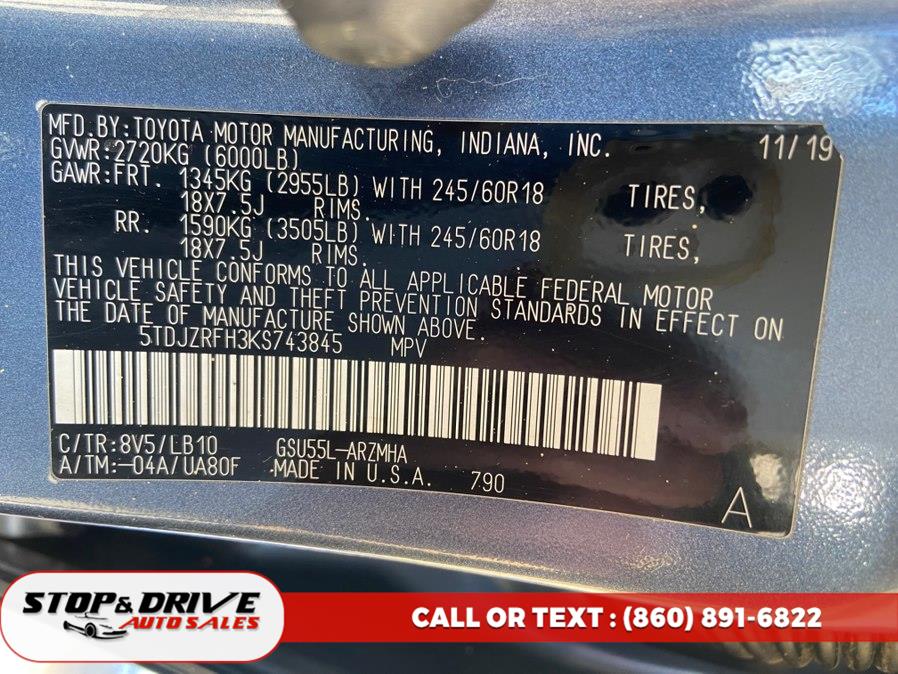 MFD.BY:TOYOTA MOTOR MANUFACTURING, INDIANA, INC. 11/19
GVWR:2720KG (6000LB)
GAWR:FRT. 1345KG (2955LB) WITH 245/60R18 TIRES,
18X7.5J RIMS.
RR. 1590KG (3505LB) WITH 245/60R18 TIRES,
18X7.5J RIMS.
THIS VEHICLE CONFORMS TO ALL APPLICABLE FEDERAL MOTOR
VEHICLE SAFETY AND THEFT PREVENTION STANDARDS IN EFFECT ON
THE DATE OF MANUFACTURE SHOWN ABOVE.
5TDJZRFH3KS743845 MPV
C/TR:8V5/LB10 GSU55L-ARZMHA
A/TM:-04A/UA80F MADE IN U.S.A. 790
A
STOP & DRIVE
AUTO SALES
CALL OR TEXT : (860) 891-6822